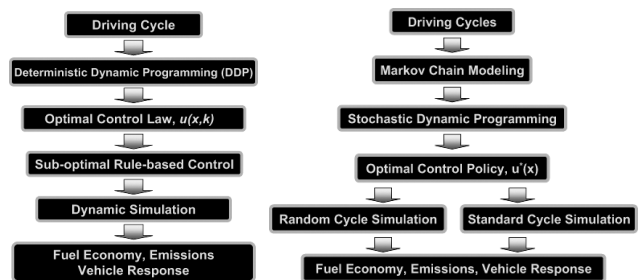 Driving Cycle
Deterministic Dynamic Programming (DDP)
Optimal Control Law, u(x,k)
Sub-optimal Rule-based Control
Dynamic Simulation
Fuel Economy, Emissions
Vehicle Response
Driving Cycles
Markov Chain Modeling
Stochastic Dynamic Programming
Optimal Control Policy, u*(x)
Random Cycle Simulation
Standard Cycle Simulation
Fuel Economy, Emissions, Vehicle Response